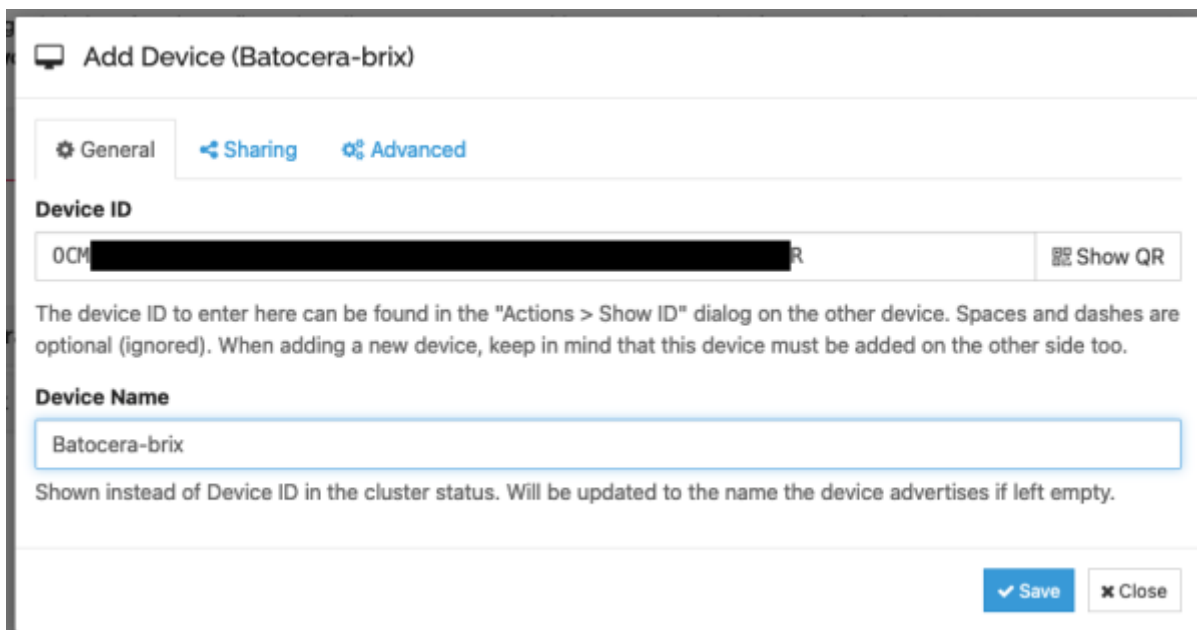 Add Device (Batocera-brix)
General Sharing Advanced
Device ID
OCM R Show QR
The device ID to enter here can be found in the "Actions > Show ID" dialog on the other device. Spaces and dashes are
optional (ignored). When adding a new device, keep in mind that this device must be added on the other side too.
Device Name
Batocera-brix
Shown instead of Device ID in the cluster status. Will be updated to the name the device advertises if left empty.
Save Close